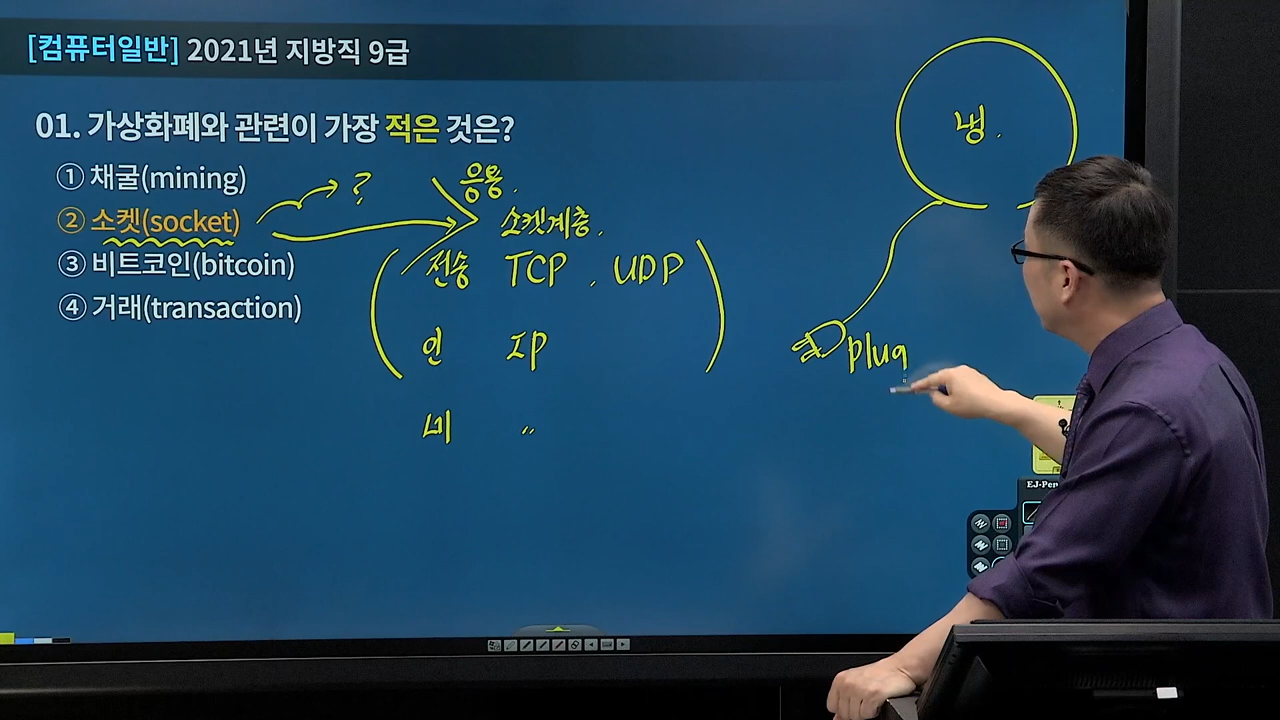 [컴퓨터일반] 2021년 지방직 9급
01. 가상화폐와 관련이 가장 적은 것은?
① 채굴(mining)
② 소켓(socket)
③ 비트코인(bitcoin)
④ 거래(transaction)
?
응용.
소켓계층.
전송 TCP , UDP
인 IP
네 〃
냉.
plug
EJ-Pen